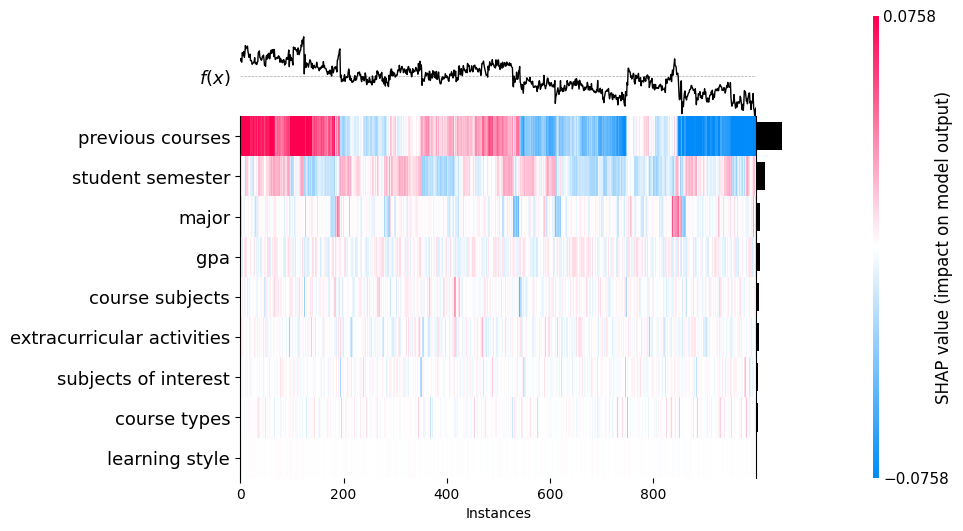 0.0758
f(x)
previous courses
student semester
major
gpa
course subjects
extracurricular activities
subjects of interest
course types
learning style
0 200 400 600 800
Instances
−0.0758
SHAP value (impact on model output)